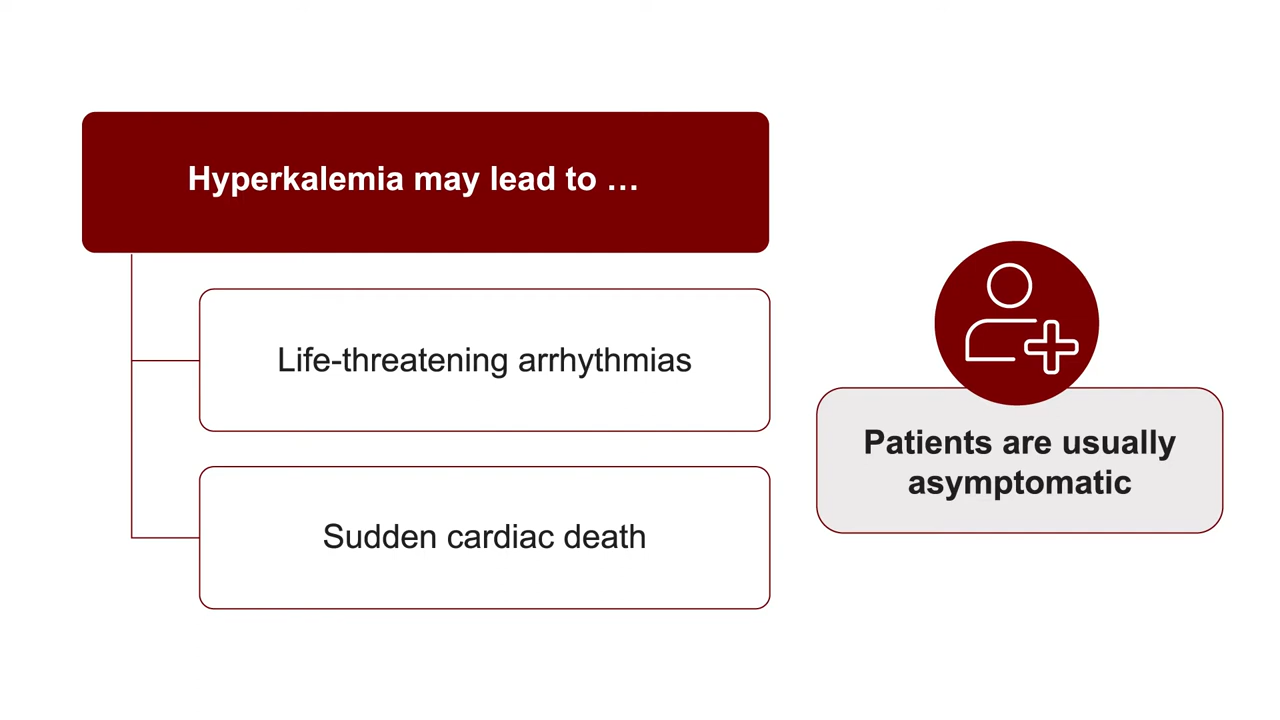 Hyperkalemia may lead to …
Life-threatening arrhythmias
Sudden cardiac death
Patients are usually
asymptomatic